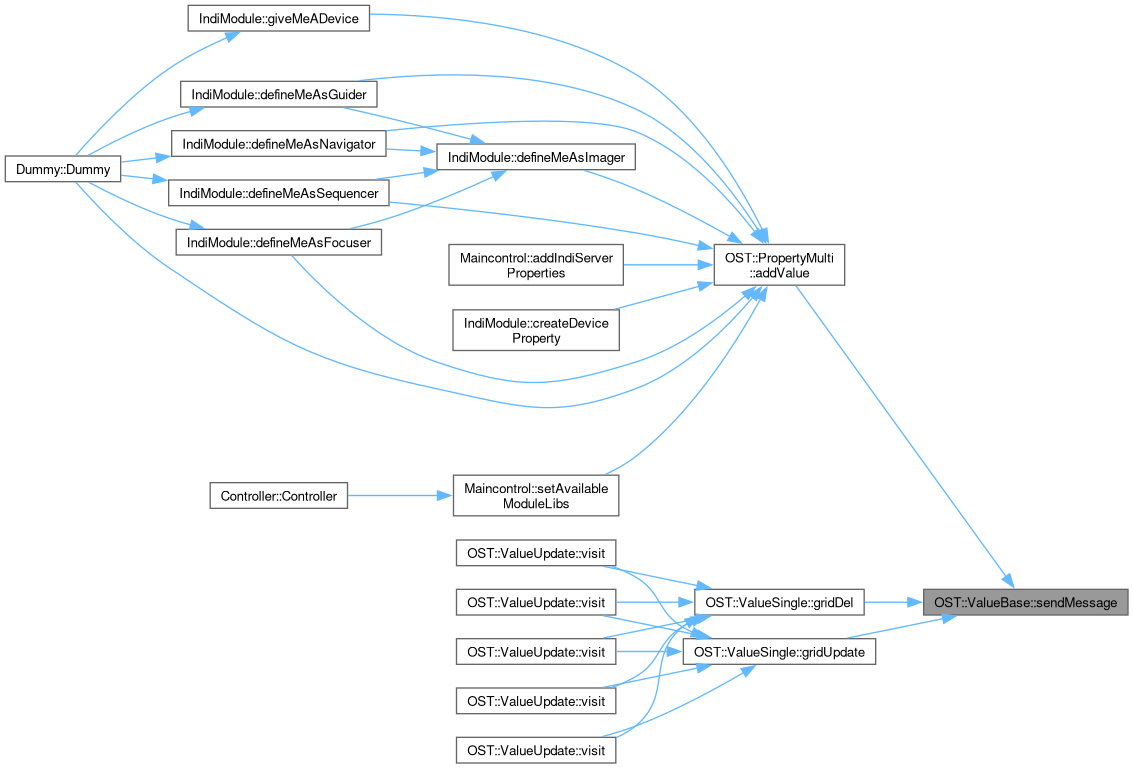 IndiModule::giveMeADevice
IndiModule::defineMeAsGuider
IndiModule::defineMeAsNavigator
IndiModule::defineMeAsImager
Dummy::Dummy
IndiModule::defineMeAsSequencer
IndiModule::defineMeAsFocuser
Maincontrol::addIndiServer
Properties
OST::PropertyMulti
::addValue
IndiModule::createDevice
Property
Controller::Controller
Maincontrol::setAvailable
ModuleLibs
OST::ValueUpdate::visit
OST::ValueUpdate::visit
OST::ValueSingle::gridDel
OST::ValueBase::sendMessage
OST::ValueUpdate::visit
OST::ValueSingle::gridUpdate
OST::ValueUpdate::visit
OST::ValueUpdate::visit